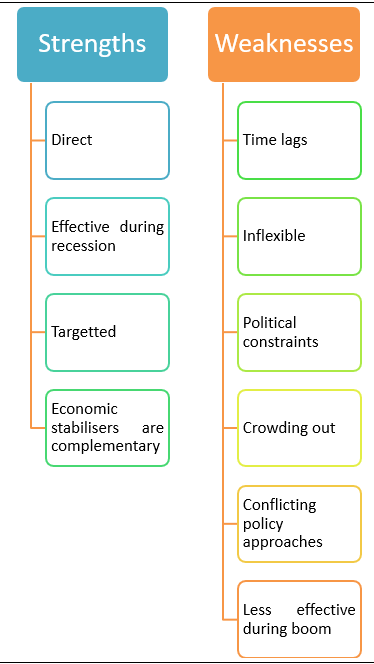 Strengths
Direct
Effective during
recession
Targetted
Economic
stabilisers are
complementary
Weaknesses
Time lags
Inflexible
Political
constraints
Crowding out
Conflicting
policy
approaches
Less effective
during boom